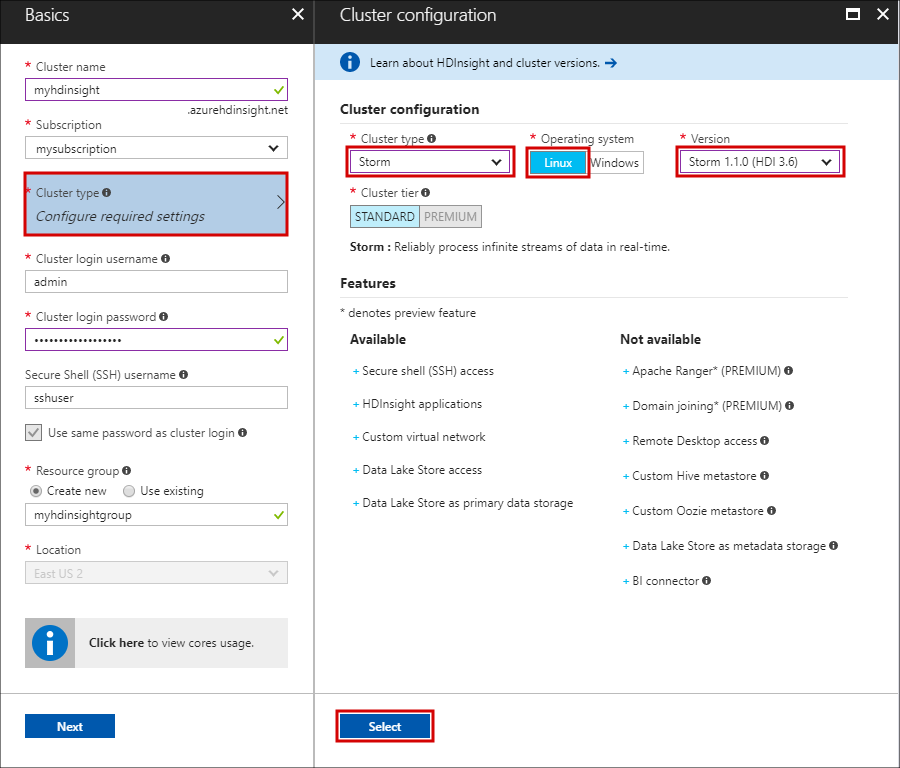 Basics
* Cluster name
myhdinsight
.azurehdinsight.net
* Subscription
mysubscription
* Cluster type
Configure required settings
* Cluster login username
admin
* Cluster login password
••••••••••••••••••
Secure Shell (SSH) username
sshuser
Use same password as cluster login
* Resource group
Create new Use existing
myhdinsightgroup
* Location
East US 2
Click here to view cores usage.
Next
Cluster configuration
Learn about HDInsight and cluster versions.
Cluster configuration
* Cluster type * Operating system * Version
Storm Linux Windows Storm 1.1.0 (HDI 3.6)
* Cluster tier
STANDARD PREMIUM
Storm : Reliably process infinite streams of data in real-time.
Features
* denotes preview feature
Available
+ Secure shell (SSH) access
+ HDInsight applications
+ Custom virtual network
+ Data Lake Store access
+ Data Lake Store as primary data storage
Not available
+ Apache Ranger* (PREMIUM)
+ Domain joining* (PREMIUM)
+ Remote Desktop access
+ Custom Hive metastore
+ Custom Oozie metastore
+ Data Lake Store as metadata storage
+ BI connector
Select